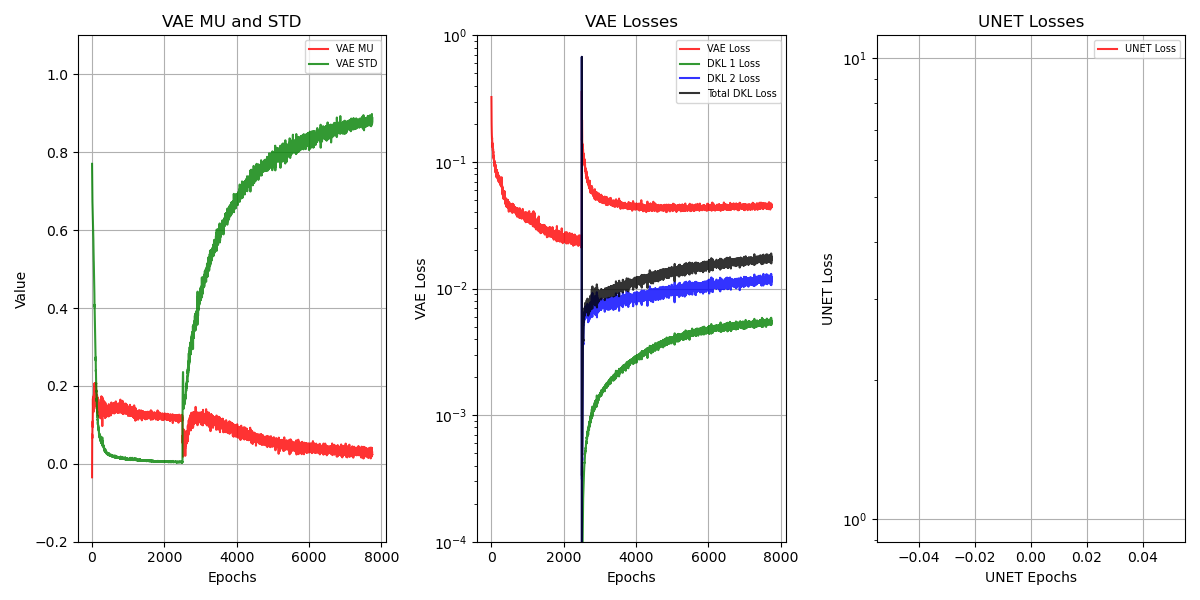 VAE MU and STD
VAE MU
VAE STD
1.0
0.8
0.6
0.4
0.2
0.0
−0.2
Value
0
2000
4000
6000
8000
Epochs
VAE Losses
VAE Loss
DKL 1 Loss
DKL 2 Loss
Total DKL Loss
10⁰
10⁻¹
10⁻²
10⁻³
10⁻⁴
VAE Loss
0
2000
4000
6000
8000
Epochs
UNET Losses
UNET Loss
10¹
10⁰
UNET Loss
−0.04
−0.02
0.00
0.02
0.04
UNET Epochs